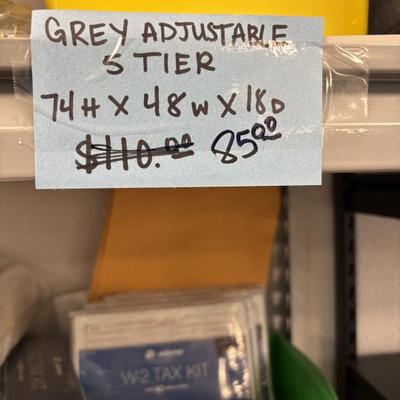 GREY ADJUSTABLE
5 TIER
74H X 48W X 18D
$110.00 85.00
W-2 TAX KIT